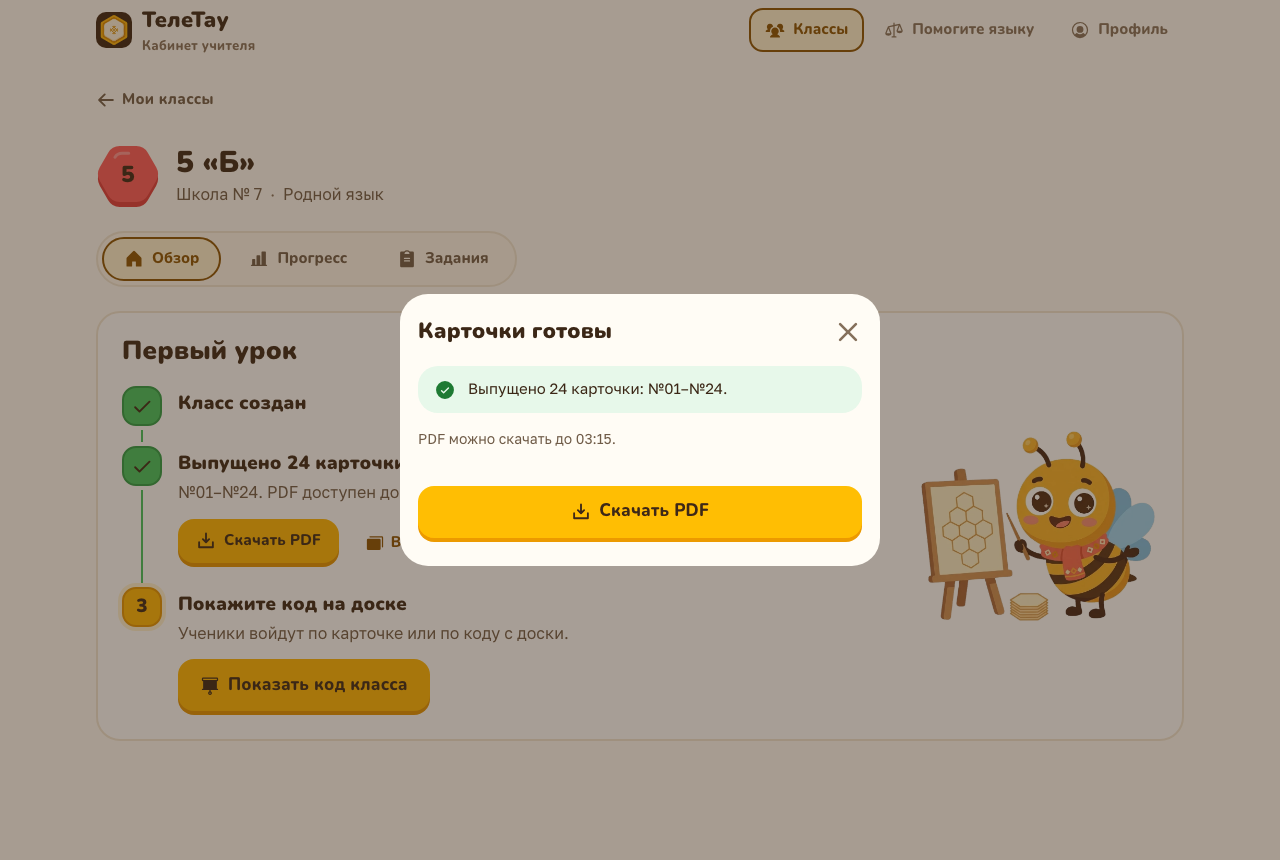 ТелеТау
Кабинет учителя
Классы
Помогите языку
Профиль
Мои классы
5
5 «Б»
Школа № 7 · Родной язык
Обзор
Прогресс
Задания
Карточки готовы
Выпущено 24 карточки: №01–№24.
PDF можно скачать до 03:15.
Скачать PDF
Первый урок
Класс создан
Выпущено 24 карточки
№01–№24. PDF доступен до
Скачать PDF
3
Покажите код на доске
Ученики войдут по карточке или по коду с доски.
Показать код класса